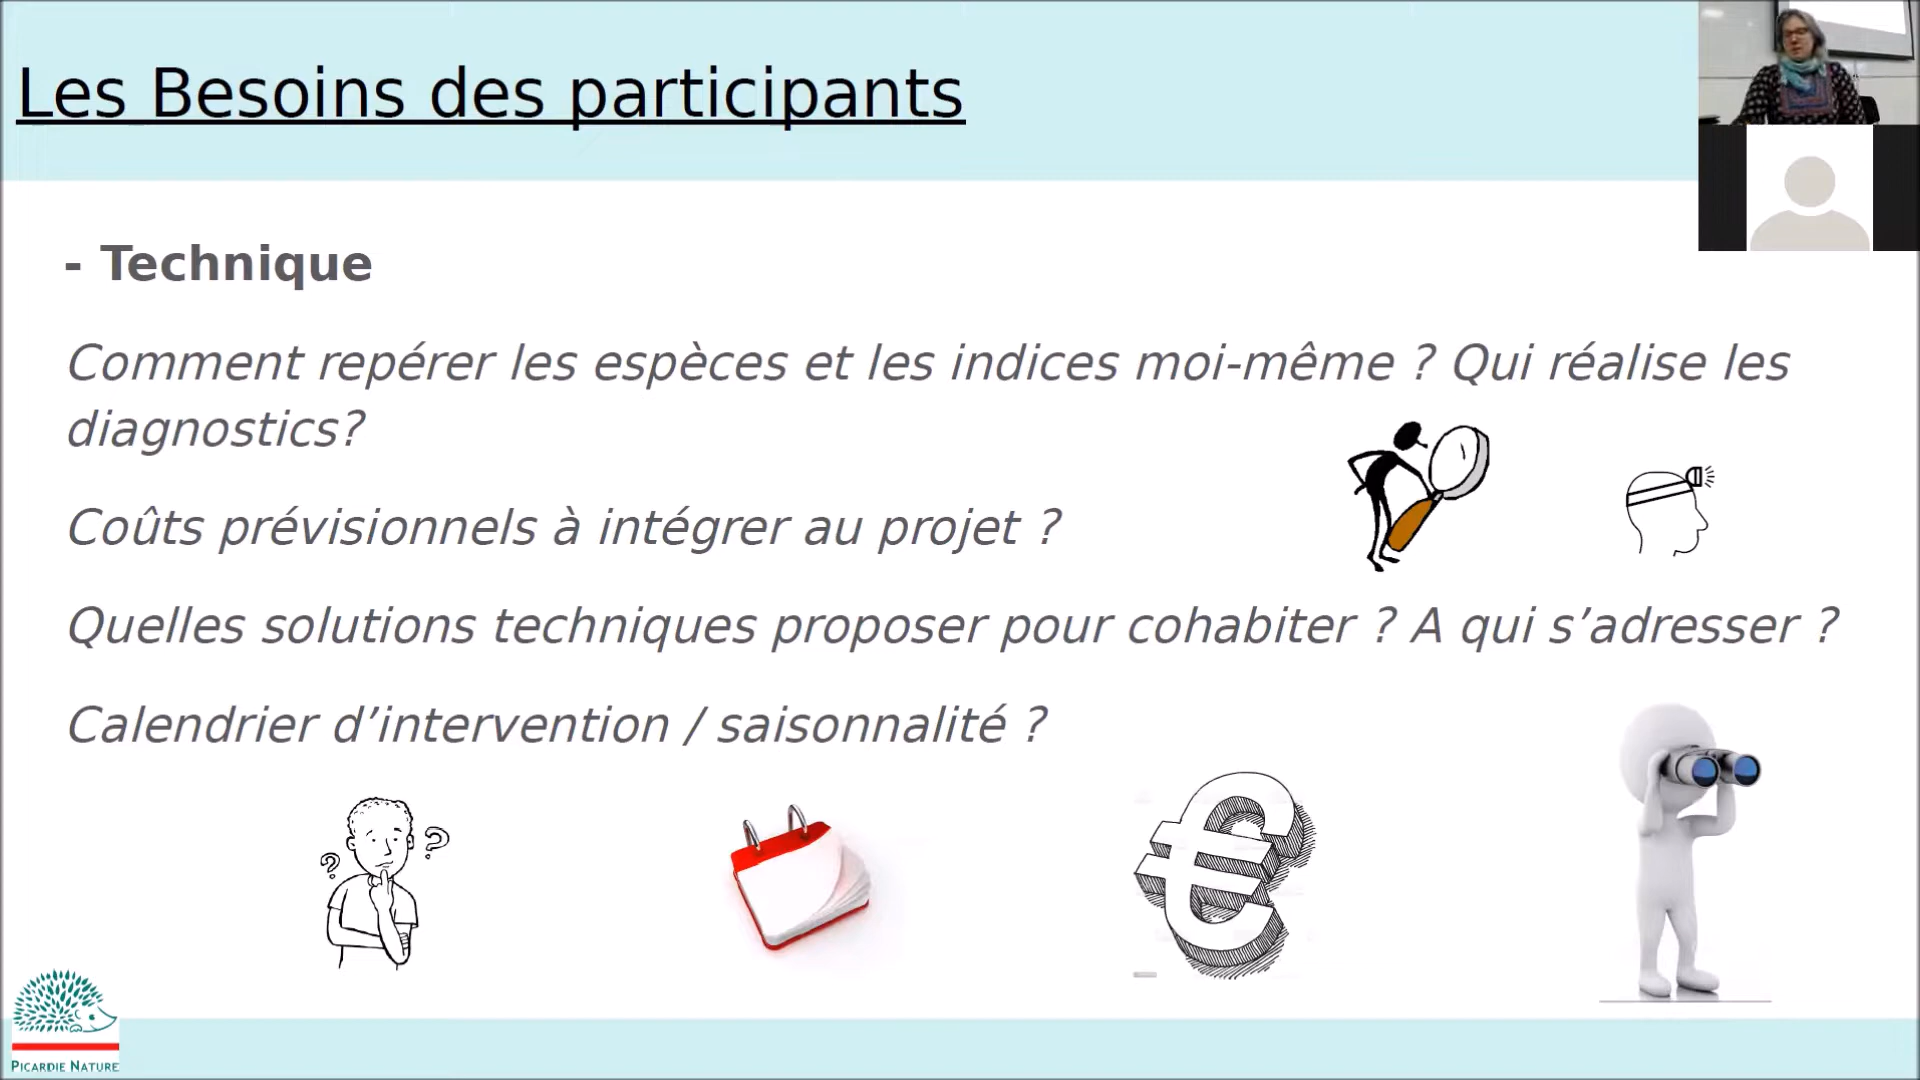 Les Besoins des participants
- Technique
Comment repérer les espèces et les indices moi-même ? Qui réalise les
diagnostics?
Coûts prévisionnels à intégrer au projet ?
Quelles solutions techniques proposer pour cohabiter ? A qui s’adresser ?
Calendrier d’intervention / saisonnalité ?
? ?
€
PICARDIE NATURE